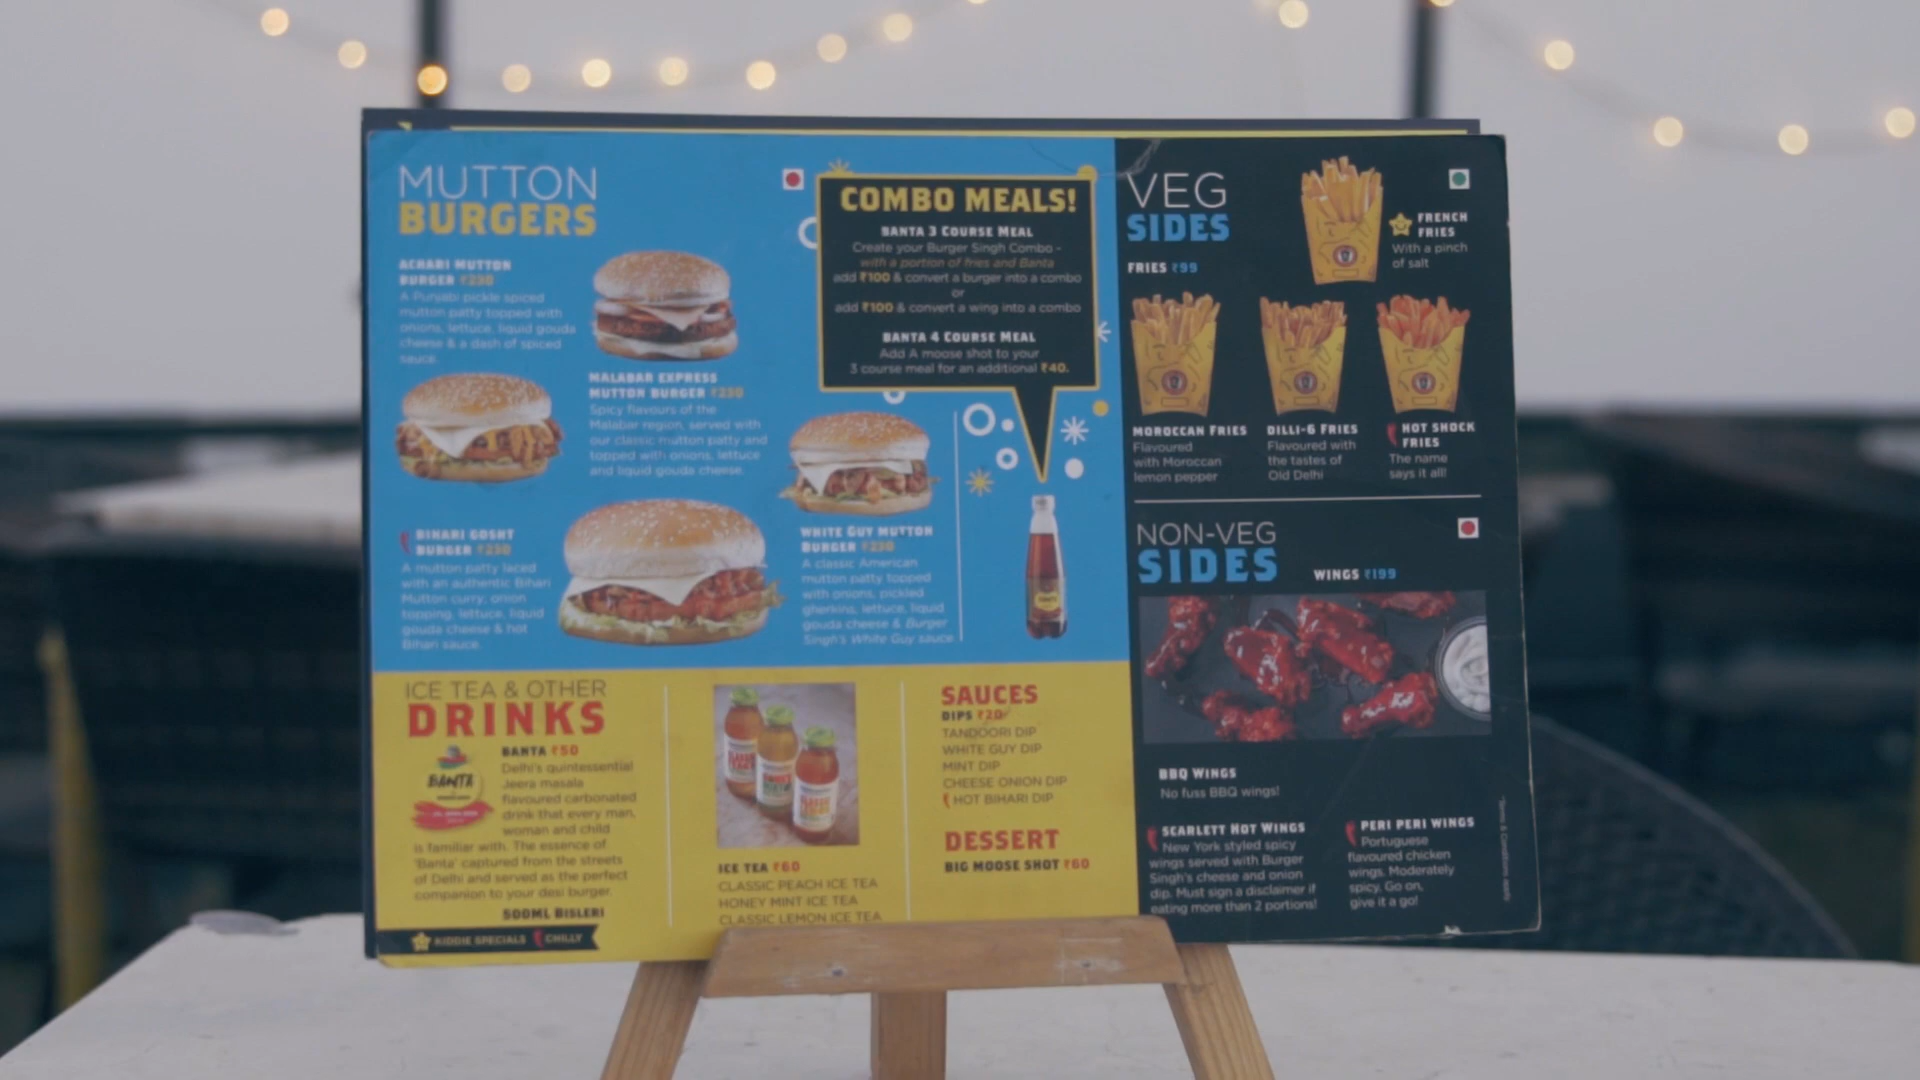 MUTTON
BURGERS
ACHARI MUTTON
BURGER ₹230
A Punjabi pickle spiced
mutton patty topped with
onions, lettuce, liquid gouda
cheese & a dash of spiced
sauce.
MALABAR EXPRESS
MUTTON BURGER ₹230
Spicy flavours of the
Malabar region, served with
our classic mutton patty and
topped with onions, lettuce
and liquid gouda cheese.
BIHARI GOSHT
BURGER ₹230
A mutton patty laced
with an authentic Bihari
Mutton curry, onion
topping, lettuce, liquid
gouda cheese & hot
Bihari sauce.
WHITE GUY MUTTON
BURGER ₹230
A classic American
mutton patty topped
with onions, pickled
gherkins, lettuce, liquid
gouda cheese & Burger
Singh's White Guy sauce
COMBO MEALS!
BANTA 3 COURSE MEAL
Create your Burger Singh Combo -
with a portion of fries and Banta
add ₹100 & convert a burger into a combo
or
add ₹100 & convert a wing into a combo
BANTA 4 COURSE MEAL
Add A moose shot to your
3 course meal for an additional ₹40.
VEG
SIDES
FRIES ₹99
FRENCH
FRIES
With a pinch
of salt
MOROCCAN FRIES
Flavoured
with Moroccan
lemon pepper
DILLI-6 FRIES
Flavoured with
the tastes of
Old Delhi
HOT SHOCK
FRIES
The name
says it all!
NON-VEG
SIDES
WINGS ₹199
BBQ WINGS
No fuss BBQ wings!
SCARLETT HOT WINGS
New York styled spicy
wings served with Burger
Singh's cheese and onion
dip. Must sign a disclaimer if
eating more than 2 portions!
PERI PERI WINGS
Portuguese
flavoured chicken
wings. Moderately
spicy. Go on,
give it a go!
ICE TEA & OTHER
DRINKS
BANTA
BANTA ₹50
Delhi's quintessential
Jeera masala
flavoured carbonated
drink that every man,
woman and child
is familiar with. The essence of
'Banta' captured from the streets
of Delhi and served as the perfect
companion to your desi burger.
500ML BISLERI
KIDDIE SPECIALS
CHILLY
ICE TEA ₹60
CLASSIC PEACH ICE TEA
HONEY MINT ICE TEA
CLASSIC LEMON ICE TEA
SAUCES
DIPS ₹20
TANDOORI DIP
WHITE GUY DIP
MINT DIP
CHEESE ONION DIP
HOT BIHARI DIP
DESSERT
BIG MOOSE SHOT ₹60